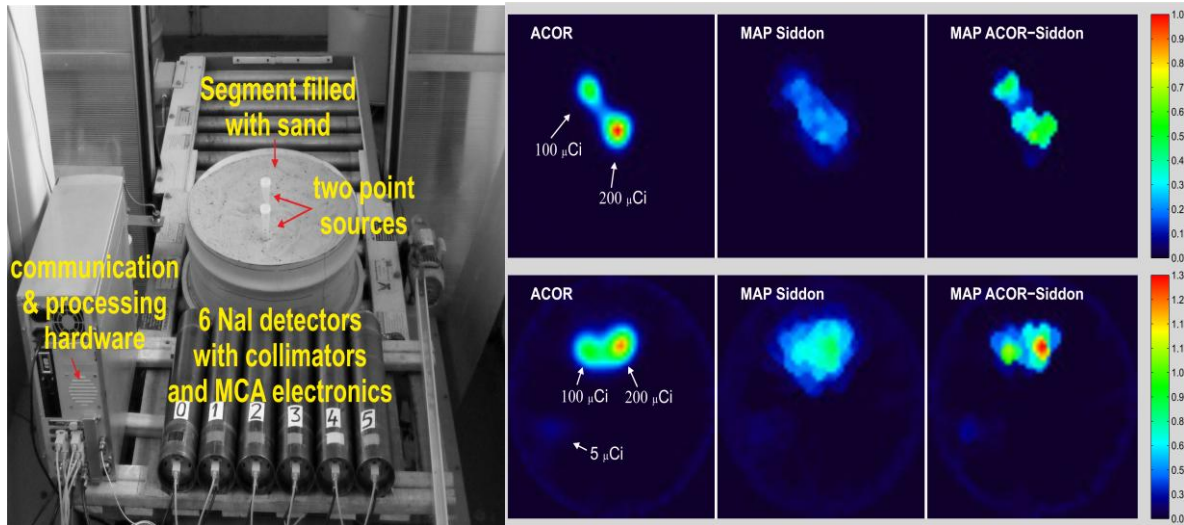 Segment filled
with sand
two point
sources
communication
& processing
hardware
6 NaI detectors
with collimators
and MCA electronics
0 1 2 3 4 5
ACOR
100 μCi
200 μCi
MAP Siddon
MAP ACOR–Siddon
1.0
0.9
0.8
0.7
0.6
0.5
0.4
0.3
0.2
0.1
0.0
ACOR
100 μCi 200 μCi
5 μCi
MAP Siddon
MAP ACOR–Siddon
1.3
1.2
1.1
1.0
0.9
0.8
0.7
0.6
0.5
0.4
0.3
0.2
0.1
0.0